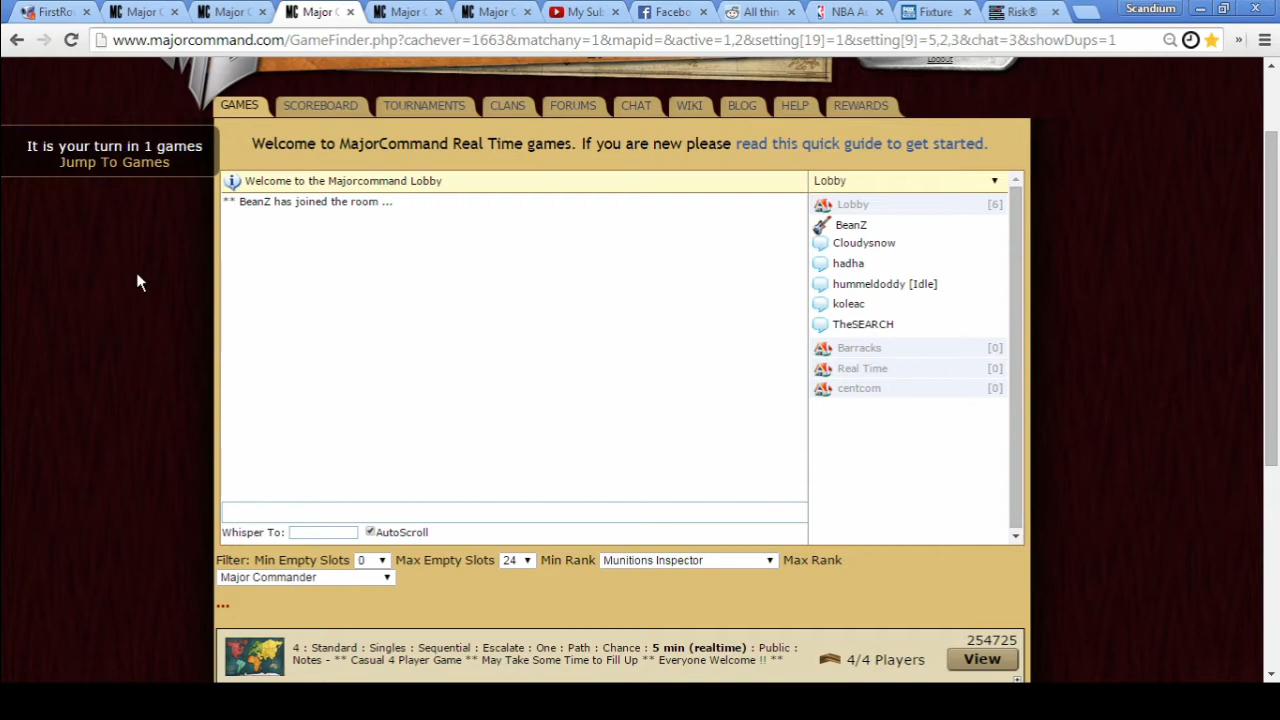 FirstRo
Major (
Major (
Major C
Major C
Major C
My Sub
Facebo
All thin
NBA A
Fixture
Risk®
Scandium
www.majorcommand.com/GameFinder.php?cachever=1663&matchany=1&mapid=&active=1,2&setting[19]=1&setting[9]=5,2,3&chat=3&showDups=1
Logout
GAMES SCOREBOARD TOURNAMENTS CLANS FORUMS CHAT WIKI BLOG HELP REWARDS
It is your turn in 1 games
Jump To Games
Welcome to MajorCommand Real Time games. If you are new please read this quick guide to get started.
Welcome to the Majorcommand Lobby
** BeanZ has joined the room ...
Lobby
Lobby [6]
BeanZ
Cloudysnow
hadha
hummeldoddy [Idle]
koleac
TheSEARCH
Barracks [0]
Real Time [0]
centcom [0]
Whisper To: AutoScroll
Filter: Min Empty Slots 0 Max Empty Slots 24 Min Rank Munitions Inspector Max Rank
Major Commander
...
4 : Standard : Singles : Sequential : Escalate : One : Path : Chance : 5 min (realtime) : Public :
Notes - ** Casual 4 Player Game ** May Take Some Time to Fill Up ** Everyone Welcome !! **
254725
4/4 Players View